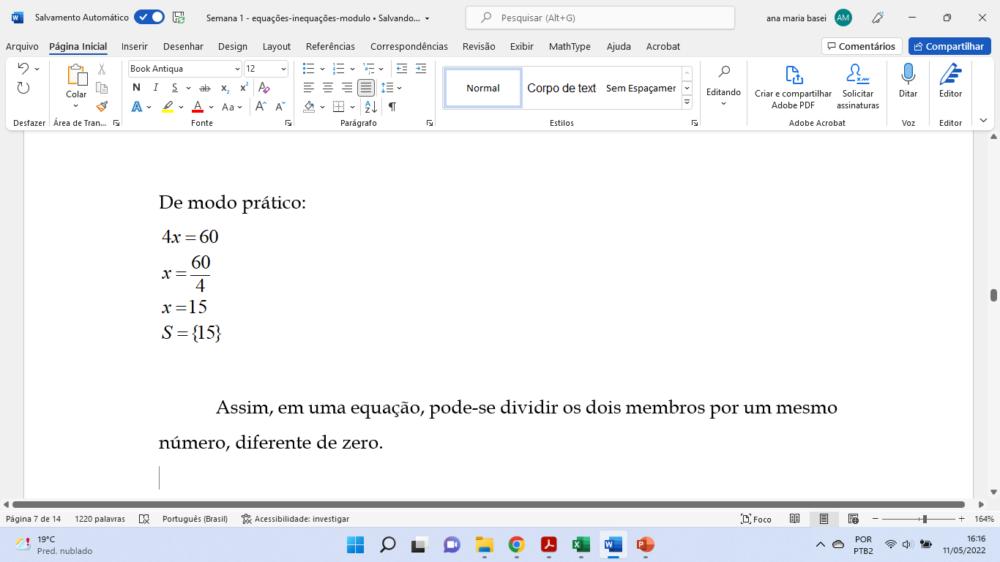 Salvamento Automático
Semana 1 - equações-inequações-modulo • Salvando...
Pesquisar (Alt+G)
ana maria basei
AM
Arquivo Página Inicial Inserir Desenhar Design Layout Referências Correspondências Revisão Exibir MathType Ajuda Acrobat
Comentários
Compartilhar
Colar
Book Antiqua
12
N I S ab x₂ x²
A A Aa A A
Normal
Corpo de text
Sem Espaçamer
Editando
Criar e compartilhar
Adobe PDF
Solicitar
assinaturas
Ditar
Editor
Desfazer
Área de Tran...
Fonte
Parágrafo
Estilos
Adobe Acrobat
Voz
Editor
De modo prático:
4x = 60
x = 60/4
x = 15
S = {15}
Assim, em uma equação, pode-se dividir os dois membros por um mesmo
número, diferente de zero.
Página 7 de 14
1220 palavras
Português (Brasil)
Acessibilidade: investigar
Foco
164%
19°C
Pred. nublado
POR
PTB2
16:16
11/05/2022